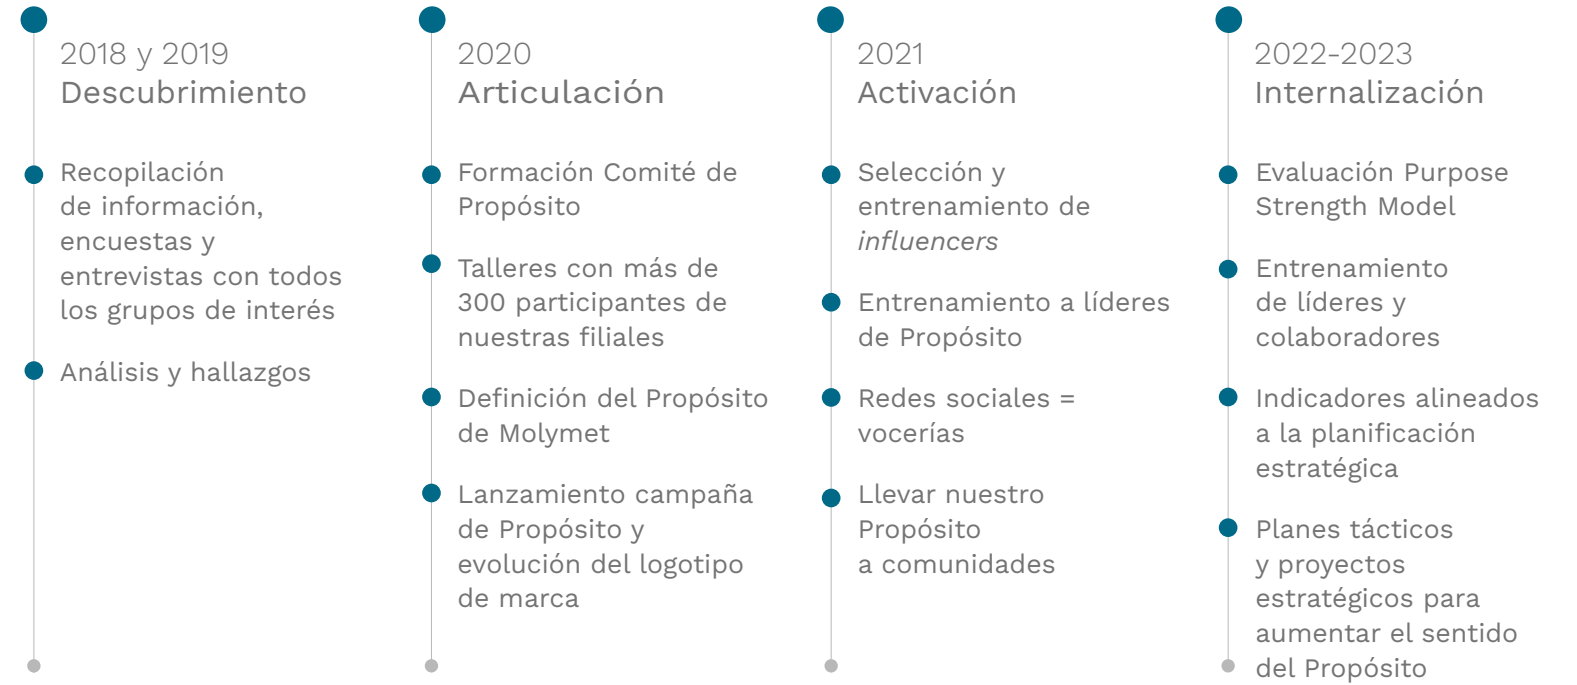 2018 y 2019
Descubrimiento
Recopilación
de información,
encuestas y
entrevistas con todos
los grupos de interés
Análisis y hallazgos
2020
Articulación
Formación Comité de
Propósito
Talleres con más de
300 participantes de
nuestras filiales
Definición del Propósito
de Molymet
Lanzamiento campaña
de Propósito y
evolución del logotipo
de marca
2021
Activación
Selección y
entrenamiento de
influencers
Entrenamiento a líderes
de Propósito
Redes sociales =
vocerías
Llevar nuestro
Propósito
a comunidades
2022-2023
Internalización
Evaluación Purpose
Strength Model
Entrenamiento
de líderes y
colaboradores
Indicadores alineados
a la planificación
estratégica
Planes tácticos
y proyectos
estratégicos para
aumentar el sentido
del Propósito